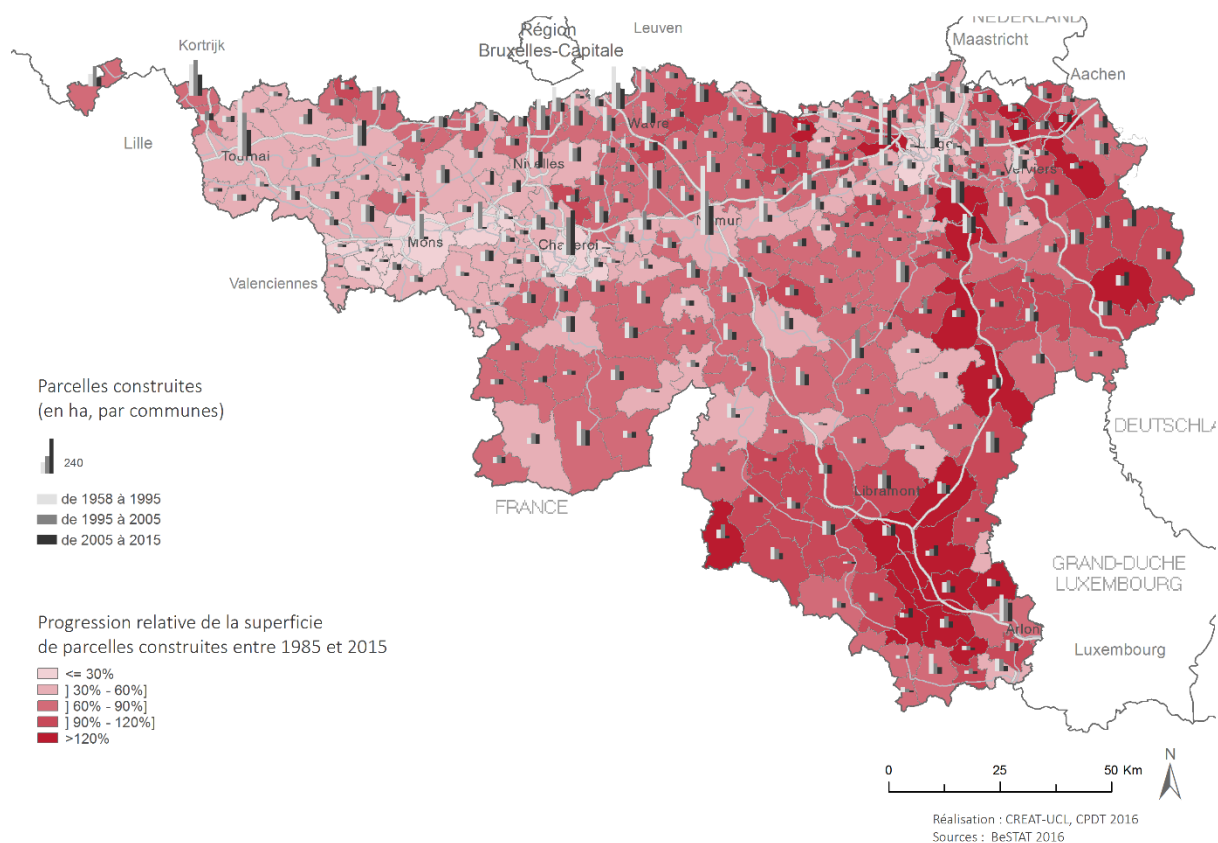 NEDERLAND
Région
Bruxelles-Capitale
Leuven
Maastricht
Kortrijk
Aachen
Lille
Wavre
Tournai
Nivelles
Verviers
Namur
Mons
Charleroi
Valenciennes
Parcelles construites
(en ha, par communes)
240
de 1958 à 1995
de 1995 à 2005
de 2005 à 2015
DEUTSCHLA
Libramont
FRANCE
GRAND-DUCHE
LUXEMBOURG
Progression relative de la superficie
de parcelles construites entre 1985 et 2015
Arlon
Luxembourg
<= 30%
] 30% - 60%]
] 60% - 90%]
] 90% - 120%]
>120%
N
0 25 50 Km
Réalisation : CREAT-UCL, CPDT 2016
Sources : BeSTAT 2016